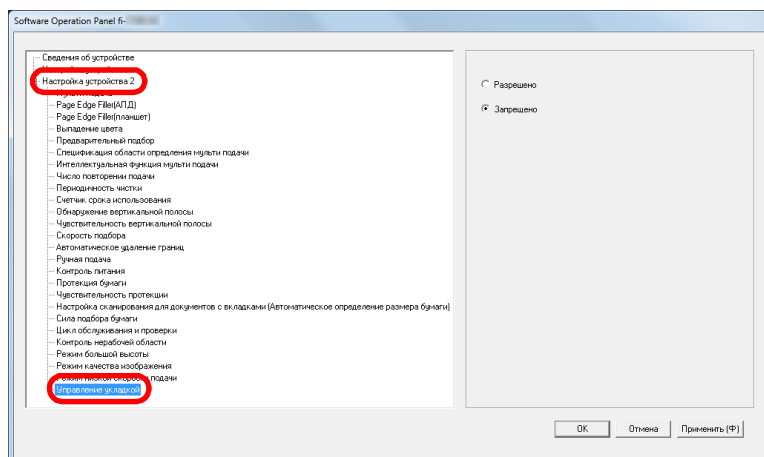 Software Operation Panel fi-
Сведения об устройстве
Настройка устройства 2
Page Edge Filler(АПД)
Page Edge Filler(планшет)
Выпадение цвета
Предварительный подбор
Спецификация области опредления мульти подачи
Интеллектуальная функция мульти подачи
Число повторении подачи
Периодичность чистки
Счетчик срока использования
Обнаружение вертикальной полосы
Чувствительность вертикальной полосы
Скорость подбора
Автоматическое удаление границ
Ручная подача
Контроль питания
Протекция бумаги
Чувствительность протекции
Настройка сканирования для документов с вкладками (Автоматическое определение размера бумаги)
Сила подбора бумаги
Цикл обслуживания и проверки
Контроль нерабочей области
Режим большой высоты
Режим качества изображения
Режим низкой скорости подачи
Управление укладкой
Разрешено
Запрещено
OK
Отмена
Применить (Ф)